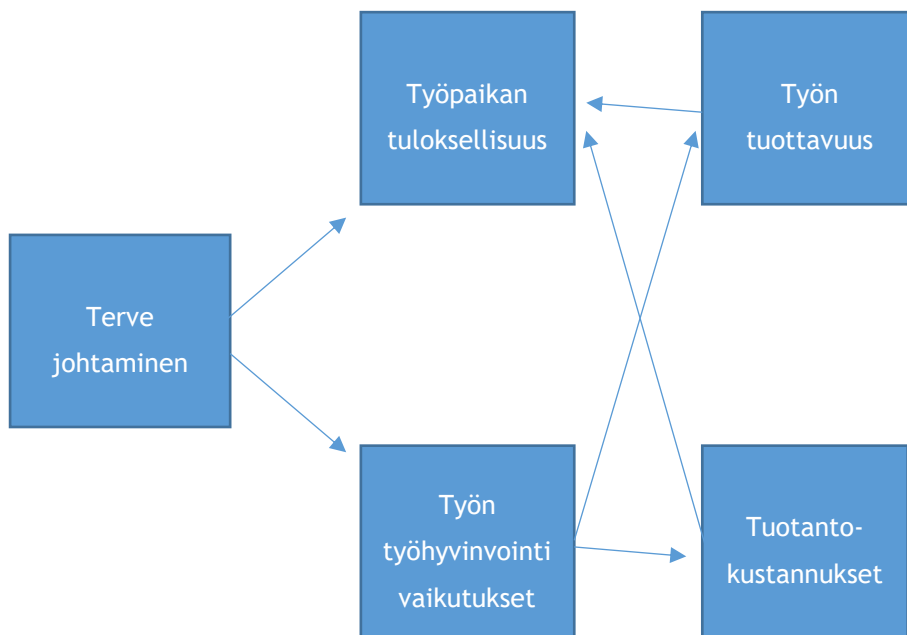 Työpaikan
tuloksellisuus
Työn
tuottavuus
Terve
johtaminen
Työn
työhyvinvointi
vaikutukset
Tuotanto-
kustannukset